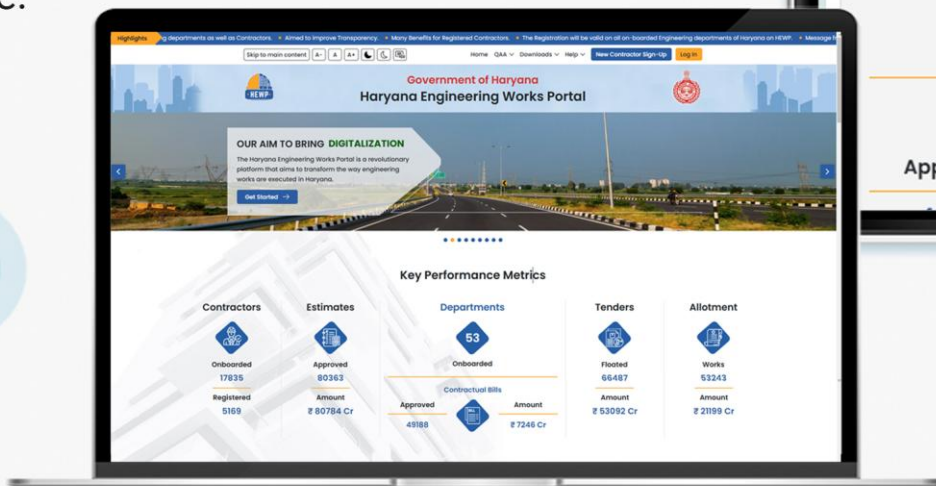 c.
Highlights
g departments as well as Contractors. • Aimed to Improve Transparency. • Many Benefits for Registered Contractors. • The Registration will be valid on all on-boarded Engineering departments of Haryana on HEWP. • Message
Skip to main content A- A A+ Home QAA Downloads Help New Contractor Sign-Up Log In
HEWP
Government of Haryana
Haryana Engineering Works Portal
OUR AIM TO BRING DIGITALIZATION
The Haryana Engineering Works Portal is a revolutionary
platform that aims to transform the way engineering
works are executed in Haryana.
Get Started →
App
Key Performance Metrics
Contractors Estimates Departments Tenders Allotment
53
Onboarded Approved Onboarded Floated Works
17835 80363 66487 53243
Contractual Bills
Registered Amount Approved Amount Amount Amount
5169 ₹ 80784 Cr 49188 ₹ 7246 Cr ₹ 53092 Cr ₹ 21199 Cr